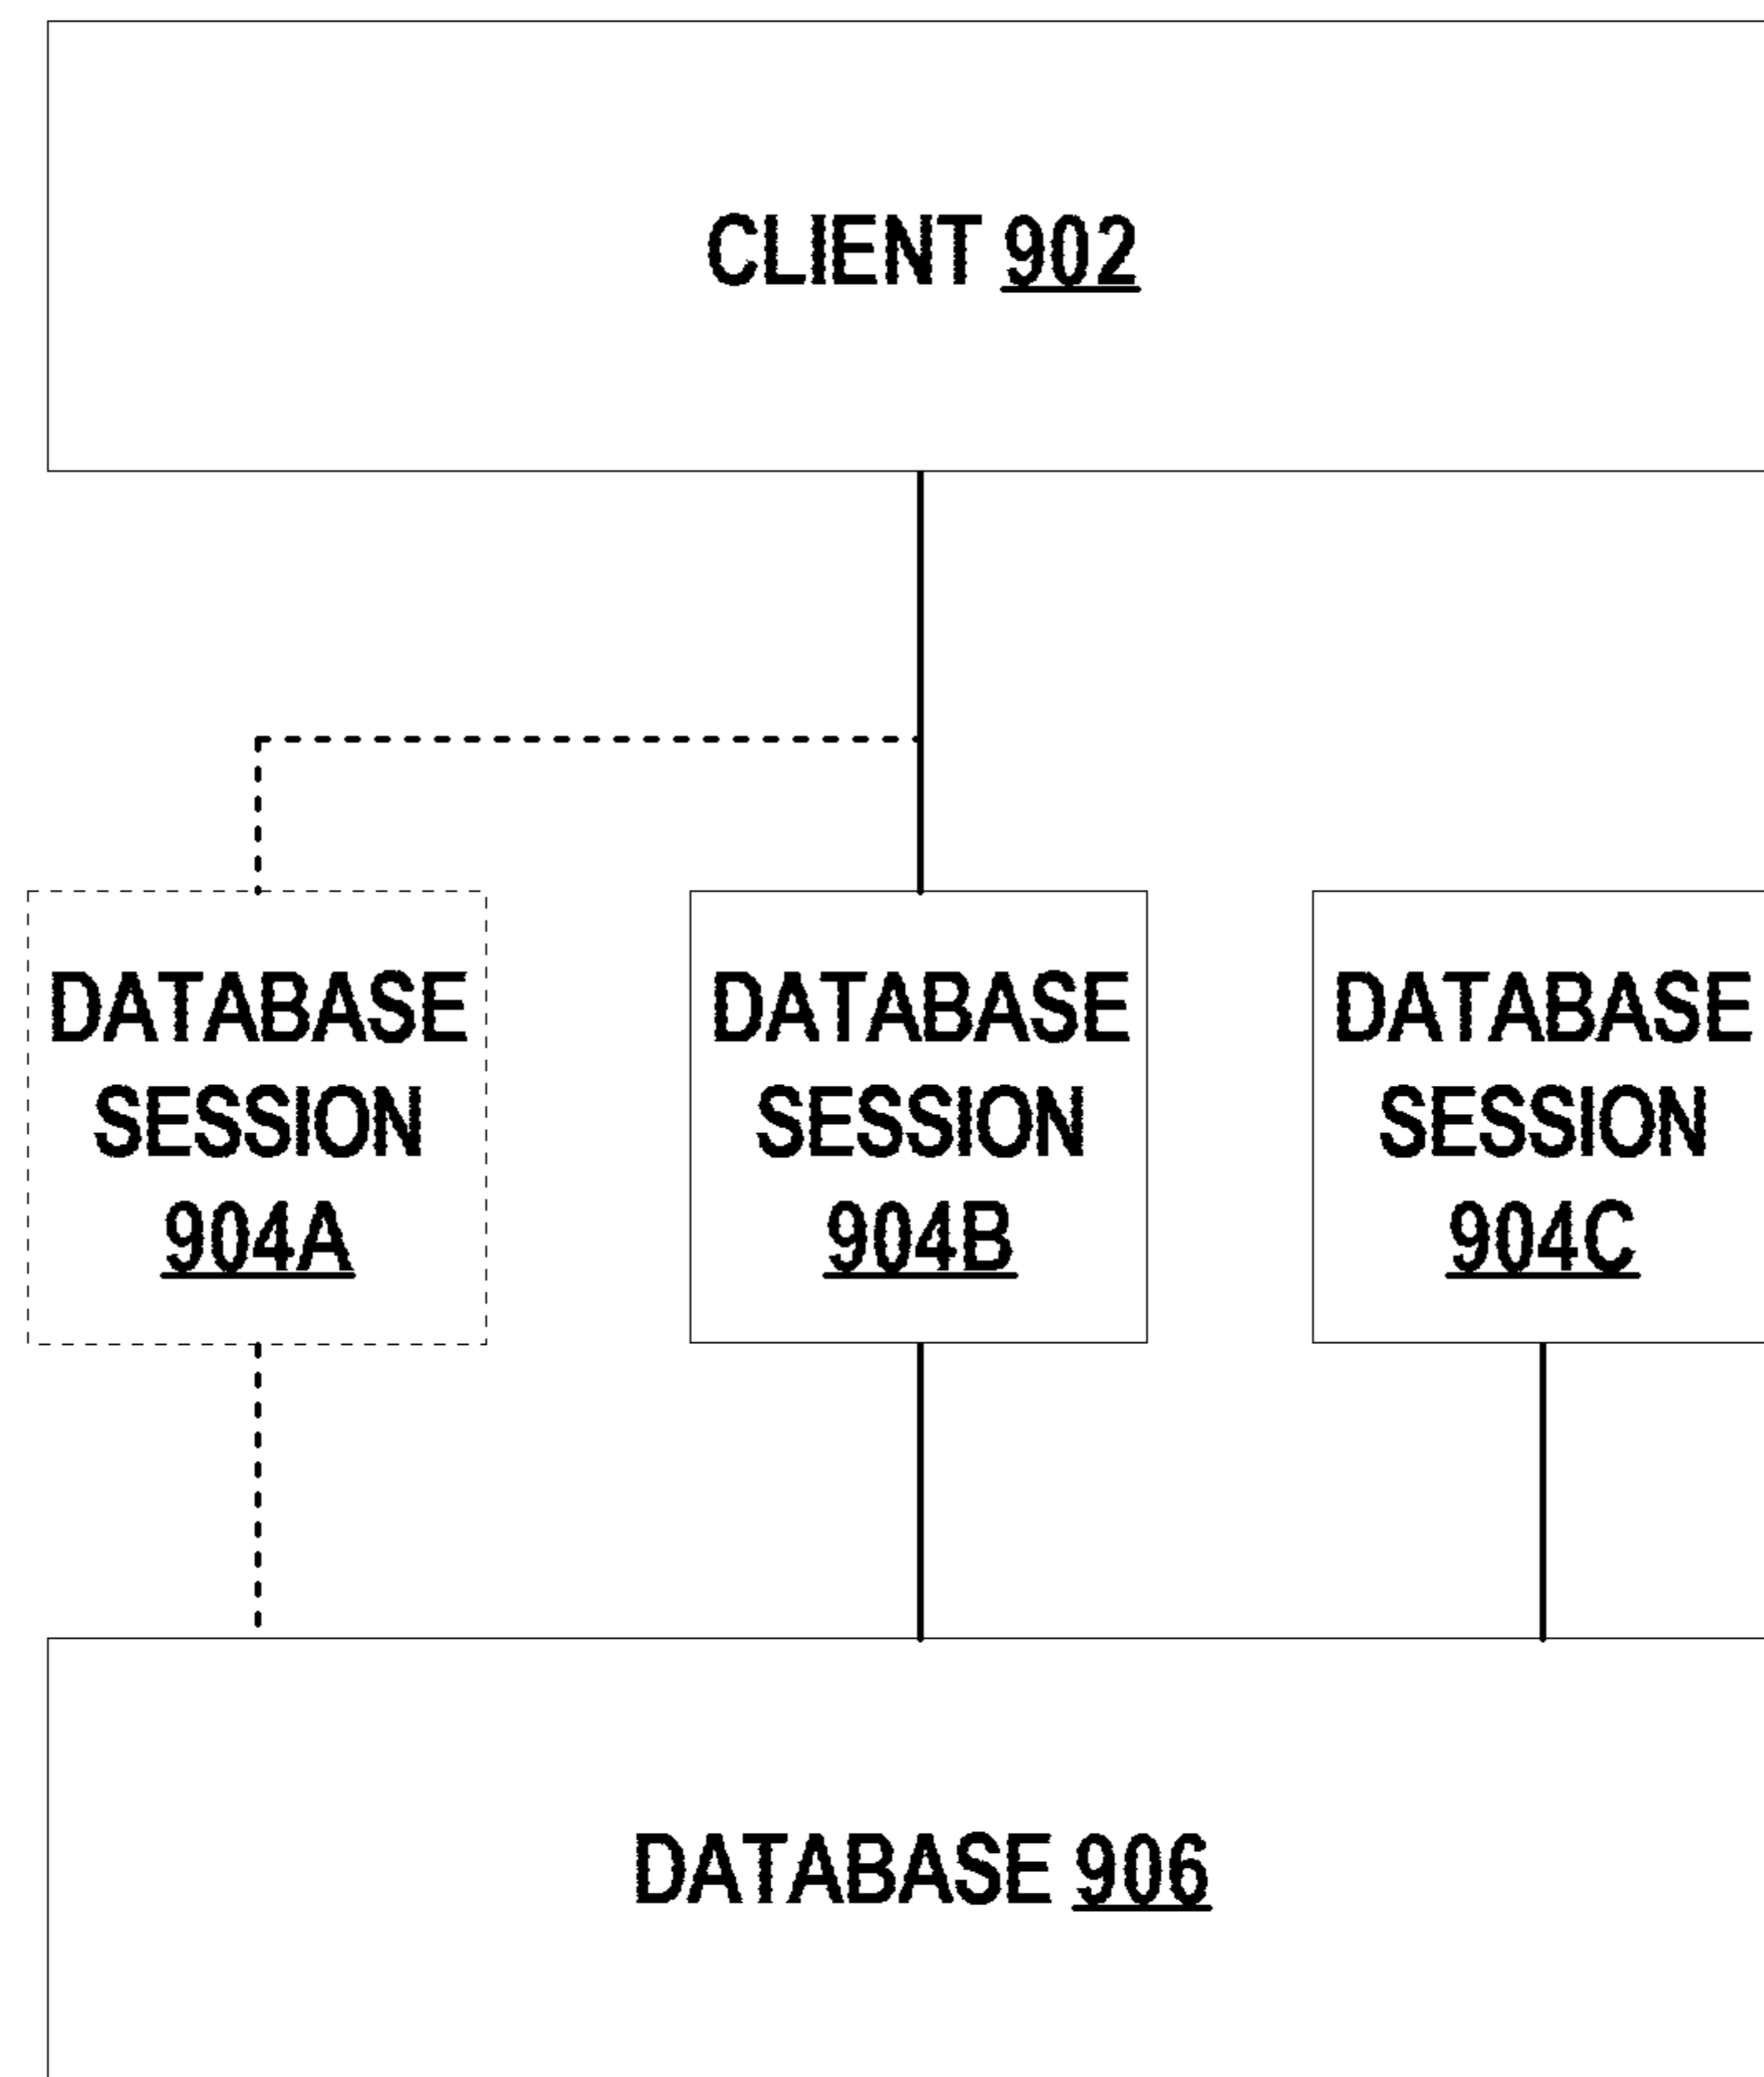 CLIENT 902
DATABASE
SESSION
904A
DATABASE
SESSION
904B
DATABASE
SESSION
904C
DATABASE 906